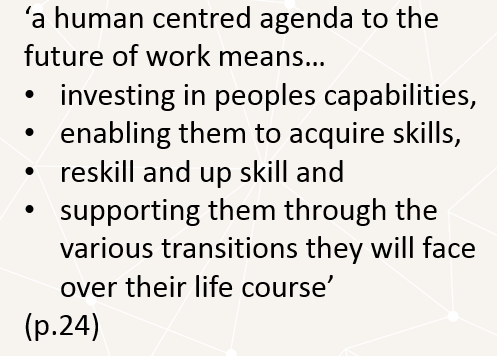 ‘a human centred agenda to the
future of work means…
• investing in peoples capabilities,
• enabling them to acquire skills,
• reskill and up skill and
• supporting them through the
various transitions they will face
over their life course’
(p.24)